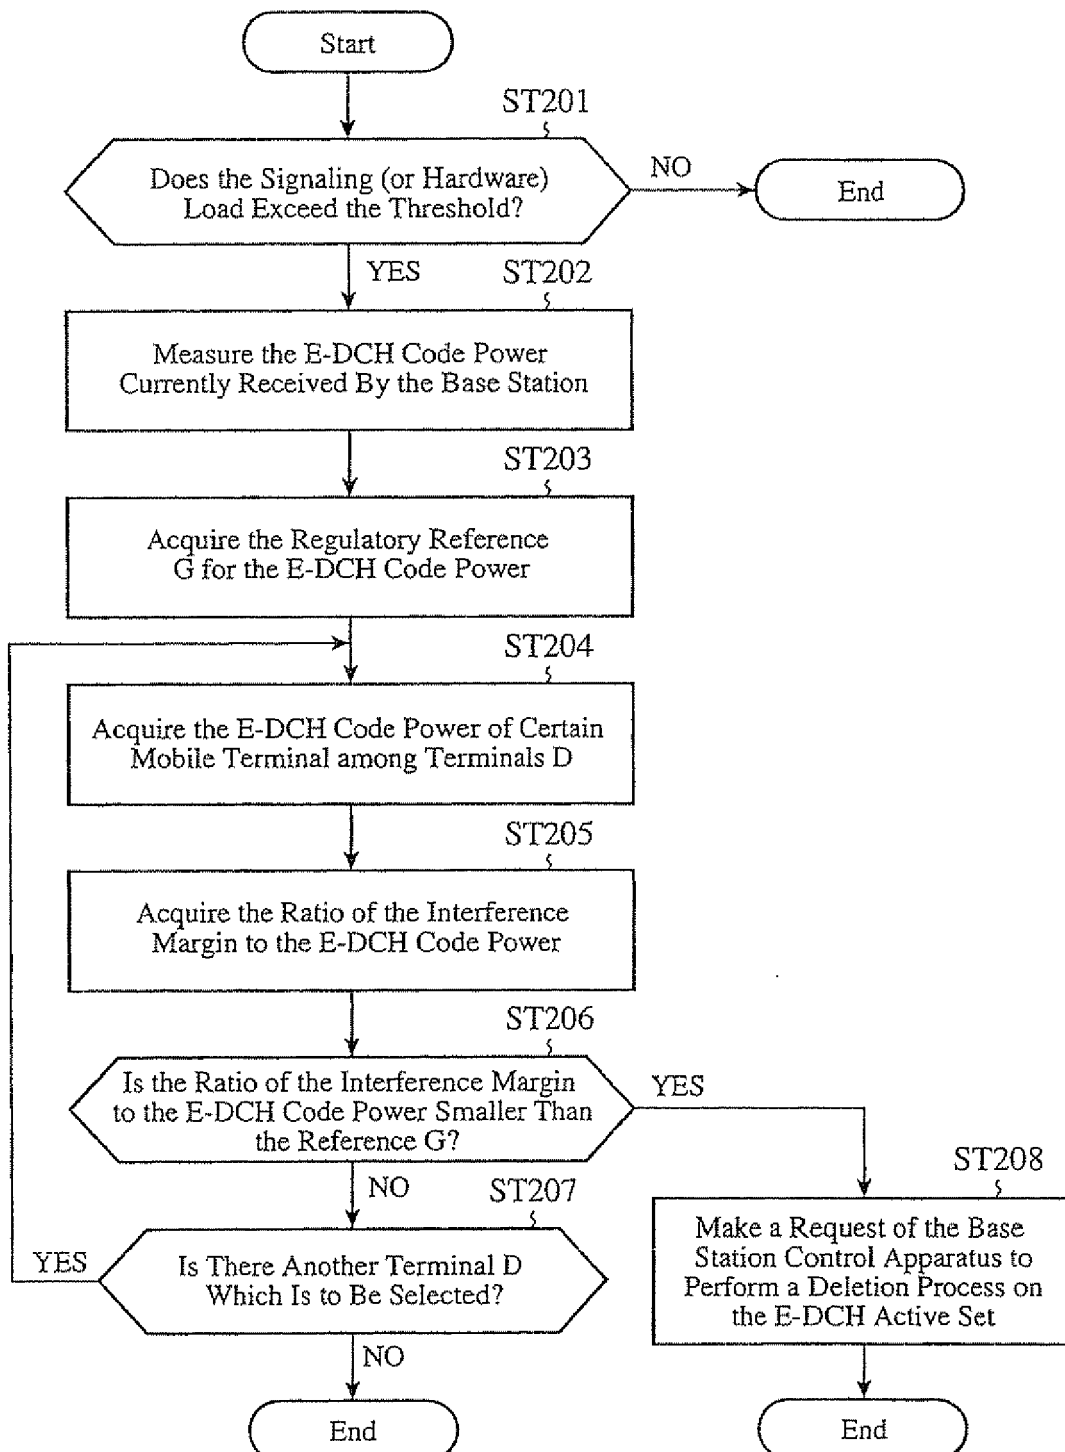 Start
ST201
Does the Signaling (or Hardware)
Load Exceed the Threshold?
NO
End
YES
ST202
Measure the E-DCH Code Power
Currently Received By the Base Station
ST203
Acquire the Regulatory Reference
G for the E-DCH Code Power
ST204
Acquire the E-DCH Code Power of Certain
Mobile Terminal among Terminals D
ST205
Acquire the Ratio of the Interference
Margin to the E-DCH Code Power
ST206
Is the Ratio of the Interference Margin
to the E-DCH Code Power Smaller Than
the Reference G?
YES
NO
ST207
Is There Another Terminal D
Which Is to Be Selected?
YES
NO
End
ST208
Make a Request of the Base
Station Control Apparatus to
Perform a Deletion Process on
the E-DCH Active Set
End